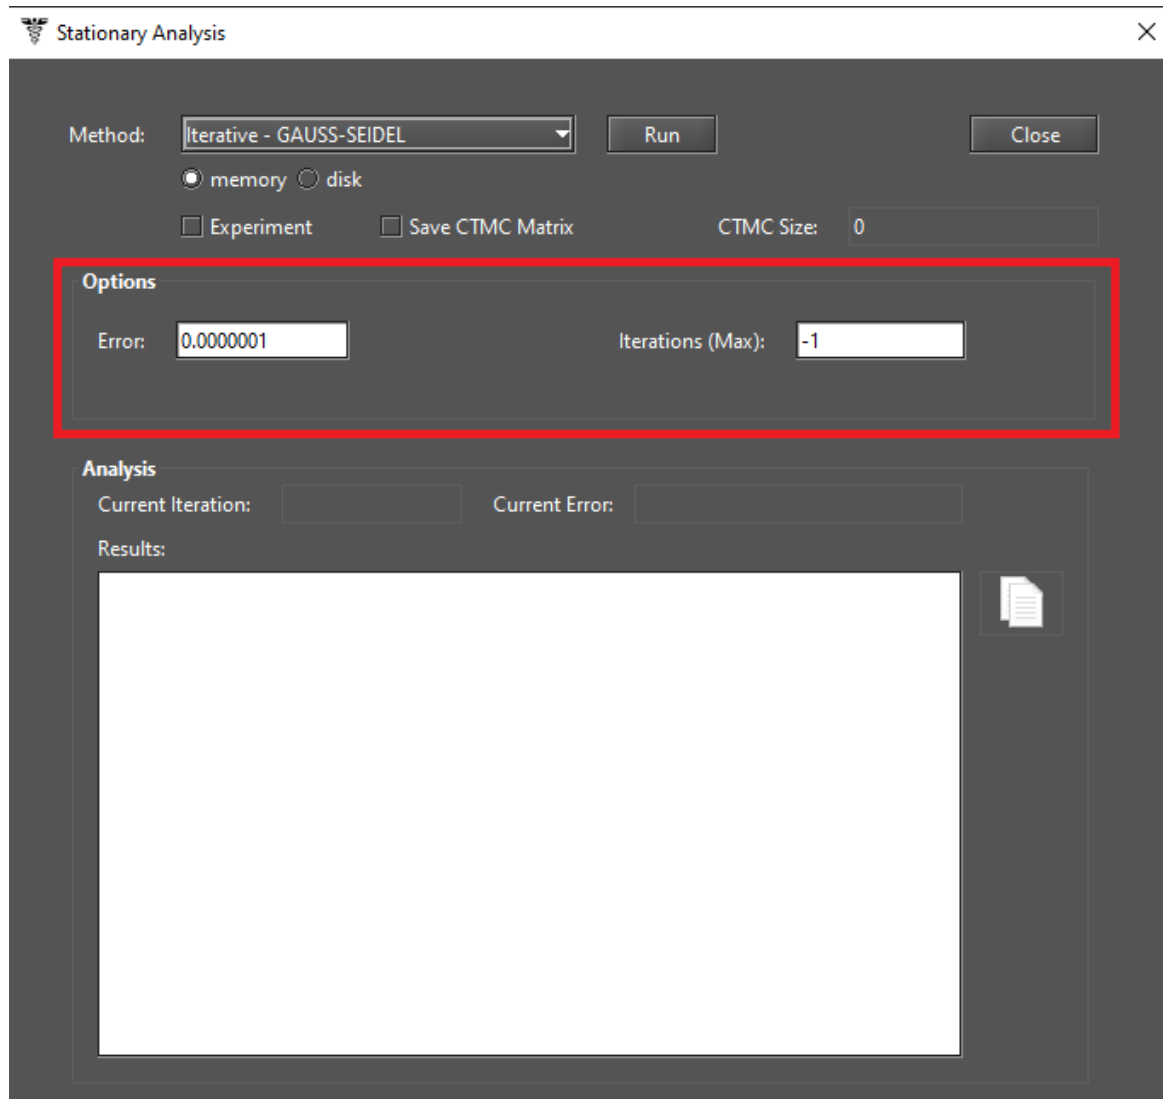 Stationary Analysis
Method: Iterative - GAUSS-SEIDEL Run Close
memory disk
Experiment Save CTMC Matrix CTMC Size: 0
Options
Error: 0.0000001 Iterations (Max): -1
Analysis
Current Iteration: Current Error:
Results: